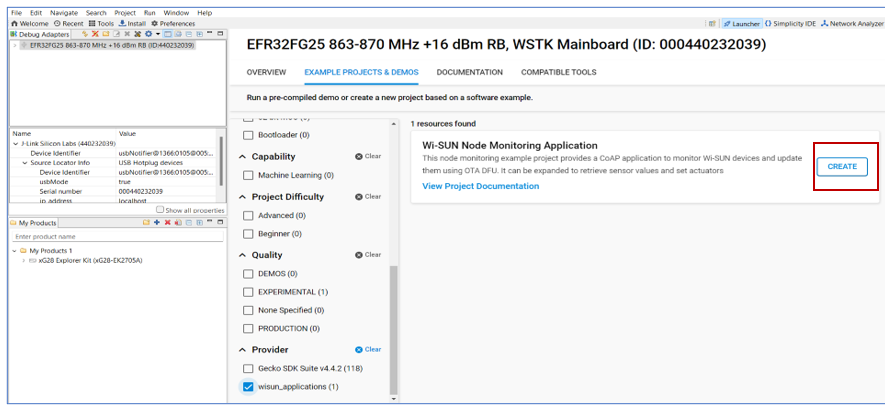 File Edit Navigate Search Project Run Window Help
Welcome Recent Tools Install Preferences
Launcher Simplicity IDE Network Analyzer
Debug Adapters
EFR32FG25 863-870 MHz +16 dBm RB (ID:440232039)
Name Value
J-Link Silicon Labs (440232039)
Device Identifier usbNotifier@1366:0105@005...
Source Locator Info USB Hotplug devices
Device Identifier usbNotifier@1366:0105@005...
usbMode true
Serial number 000440232039
ip address localhost
Show all properties
My Products
Enter product name
My Products 1
xG28 Explorer Kit (xG28-EK2705A)
EFR32FG25 863-870 MHz +16 dBm RB, WSTK Mainboard (ID: 000440232039)
OVERVIEW EXAMPLE PROJECTS & DEMOS DOCUMENTATION COMPATIBLE TOOLS
Run a pre-compiled demo or create a new project based on a software example.
Bootloader (0)
Capability Clear
Machine Learning (0)
Project Difficulty Clear
Advanced (0)
Beginner (0)
Quality Clear
DEMOS (0)
EXPERIMENTAL (1)
None Specified (0)
PRODUCTION (0)
Provider Clear
Gecko SDK Suite v4.4.2 (118)
wisun_applications (1)
1 resources found
Wi-SUN Node Monitoring Application
This node monitoring example project provides a CoAP application to monitor Wi-SUN devices and update
them using OTA DFU. It can be expanded to retrieve sensor values and set actuators
View Project Documentation
CREATE